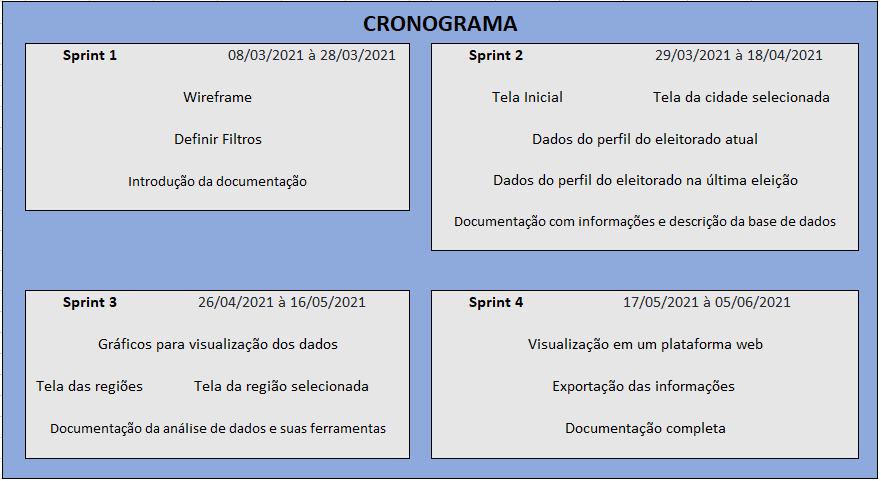 CRONOGRAMA
Sprint 1 08/03/2021 à 28/03/2021
Wireframe
Definir Filtros
Introdução da documentação
Sprint 2 29/03/2021 à 18/04/2021
Tela Inicial Tela da cidade selecionada
Dados do perfil do eleitorado atual
Dados do perfil do eleitorado na última eleição
Documentação com informações e descrição da base de dados
Sprint 3 26/04/2021 à 16/05/2021
Gráficos para visualização dos dados
Tela das regiões Tela da região selecionada
Documentação da análise de dados e suas ferramentas
Sprint 4 17/05/2021 à 05/06/2021
Visualização em um plataforma web
Exportação das informações
Documentação completa